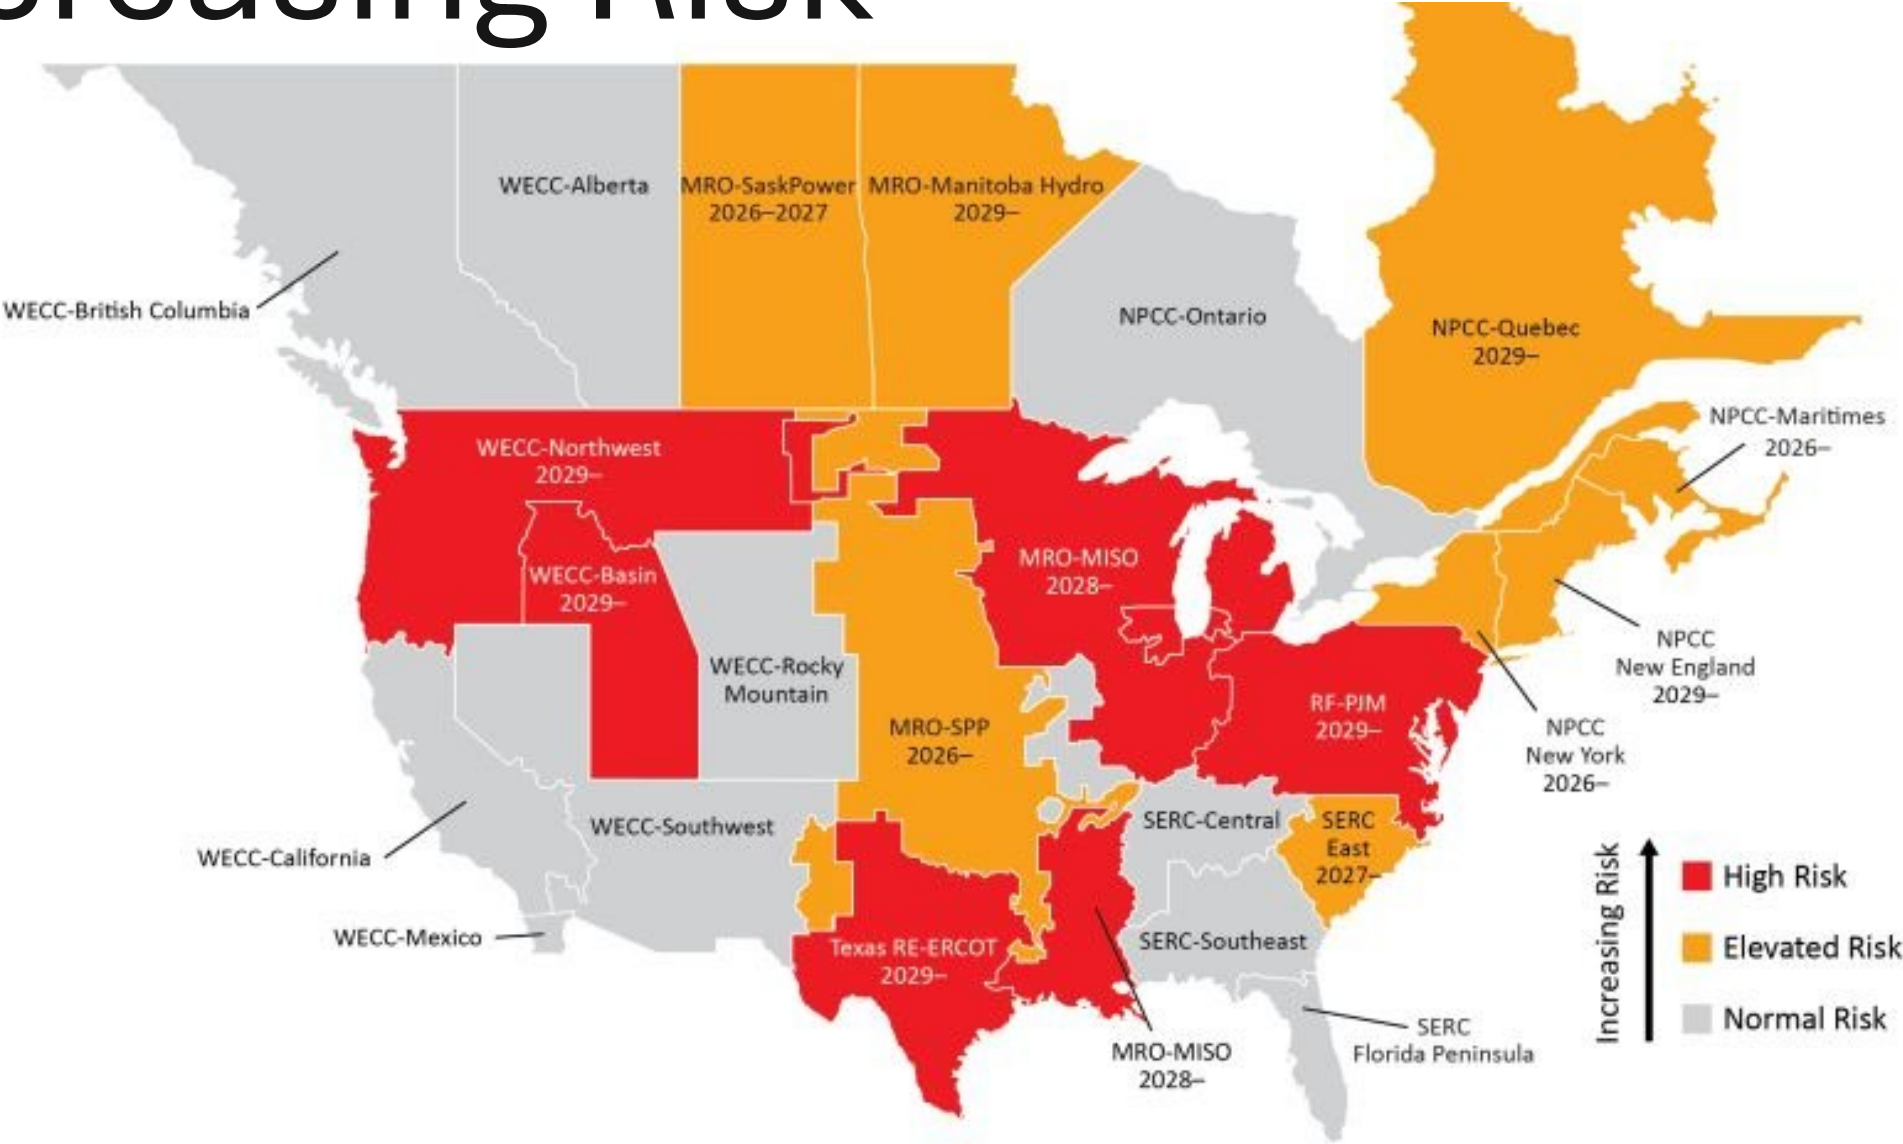 Risk
WECC-Alberta
MRO-SaskPower
2026–2027
MRO-Manitoba Hydro
2029–
WECC-British Columbia
NPCC-Ontario
NPCC-Quebec
2029–
NPCC-Maritimes
2026–
WECC-Northwest
2029–
WECC-Basin
2029–
MRO-MISO
2028–
NPCC
New England
2029–
WECC-Rocky
Mountain
MRO-SPP
2026–
RF-PJM
2029–
NPCC
New York
2026–
WECC-Southwest
SERC-Central
SERC
East
2027–
WECC-California
WECC-Mexico
Texas RE-ERCOT
2029–
SERC-Southeast
MRO-MISO
2028–
SERC
Florida Peninsula
Increasing Risk
High Risk
Elevated Risk
Normal Risk